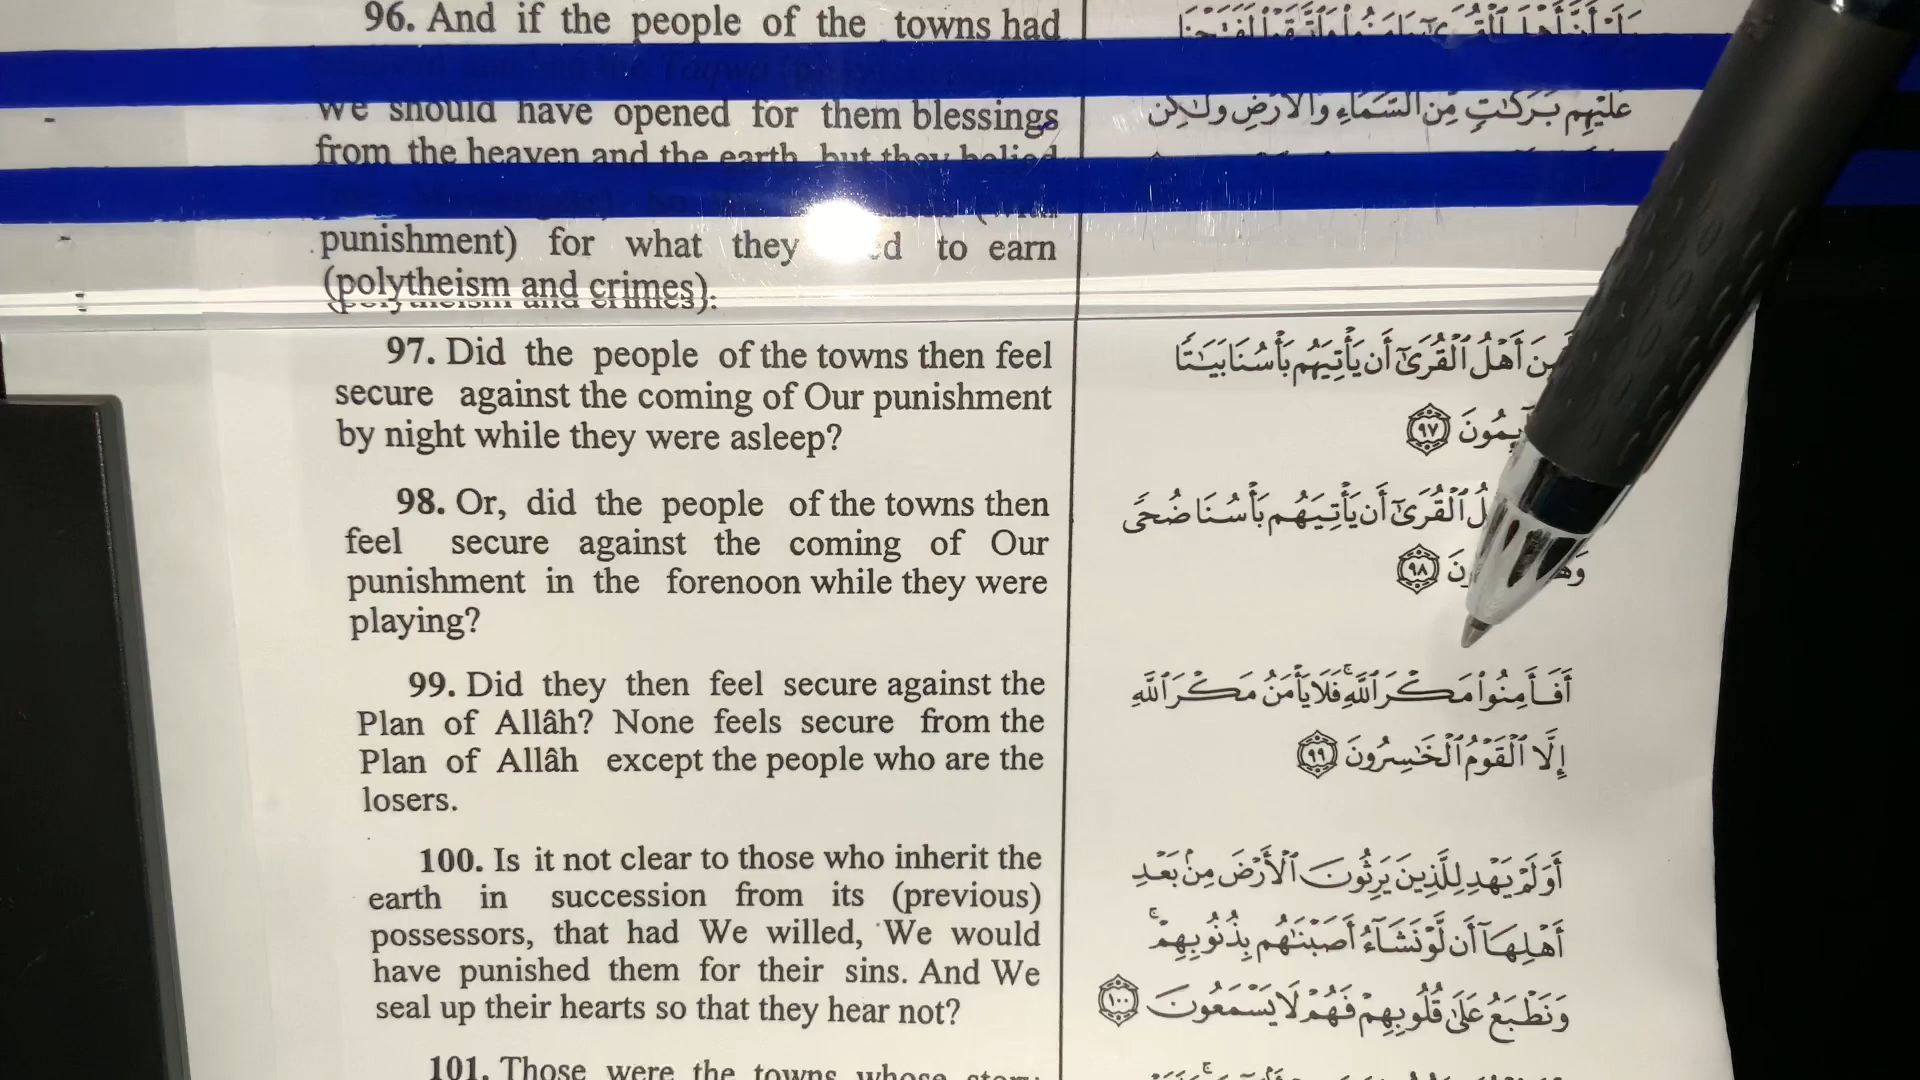 96. And if the people of the towns had
We should have opened for them blessings
from the heaven and the earth, but they belied
punishment) for what they to earn
(polytheism and crimes).
97. Did the people of the towns then feel
secure against the coming of Our punishment
by night while they were asleep?
98. Or, did the people of the towns then
feel secure against the coming of Our
punishment in the forenoon while they were
playing?
99. Did they then feel secure against the
Plan of Allâh? None feels secure from the
Plan of Allâh except the people who are the
losers.
100. Is it not clear to those who inherit the
earth in succession from its (previous)
possessors, that had We willed, We would
have punished them for their sins. And We
seal up their hearts so that they hear not?
101. Those were the towns whose story
عَلَيْهِم بَرَكَٰتٍ مِّنَ ٱلسَّمَآءِ وَٱلْأَرْضِ وَلَٰكِن
أَهْلُ ٱلْقُرَىٰٓ أَن يَأْتِيَهُم بَأْسُنَا بَيَٰتًا
٩٧
ٱلْقُرَىٰٓ أَن يَأْتِيَهُم بَأْسُنَا ضُحًى
٩٨
أَفَأَمِنُوا۟ مَكْرَ ٱللَّهِ ۚ فَلَا يَأْمَنُ مَكْرَ ٱللَّهِ
إِلَّا ٱلْقَوْمُ ٱلْخَٰسِرُونَ ٩٩
أَوَلَمْ يَهْدِ لِلَّذِينَ يَرِثُونَ ٱلْأَرْضَ مِنۢ بَعْدِ
أَهْلِهَآ أَن لَّوْ نَشَآءُ أَصَبْنَٰهُم بِذُنُوبِهِمْ ۚ
وَنَطْبَعُ عَلَىٰ قُلُوبِهِمْ فَهُمْ لَا يَسْمَعُونَ ١٠٠